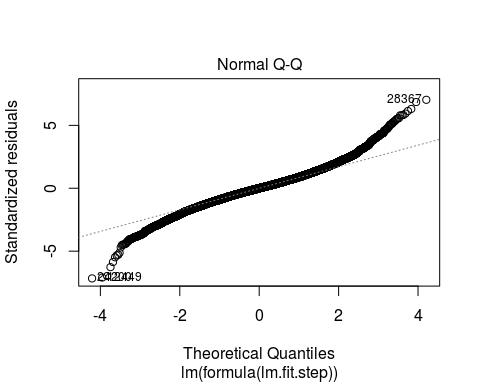 Normal Q-Q
Standardized residuals
5
0
-5
28367
-4
-2
0
2
4
Theoretical Quantiles
lm(formula(lm.fit.step))